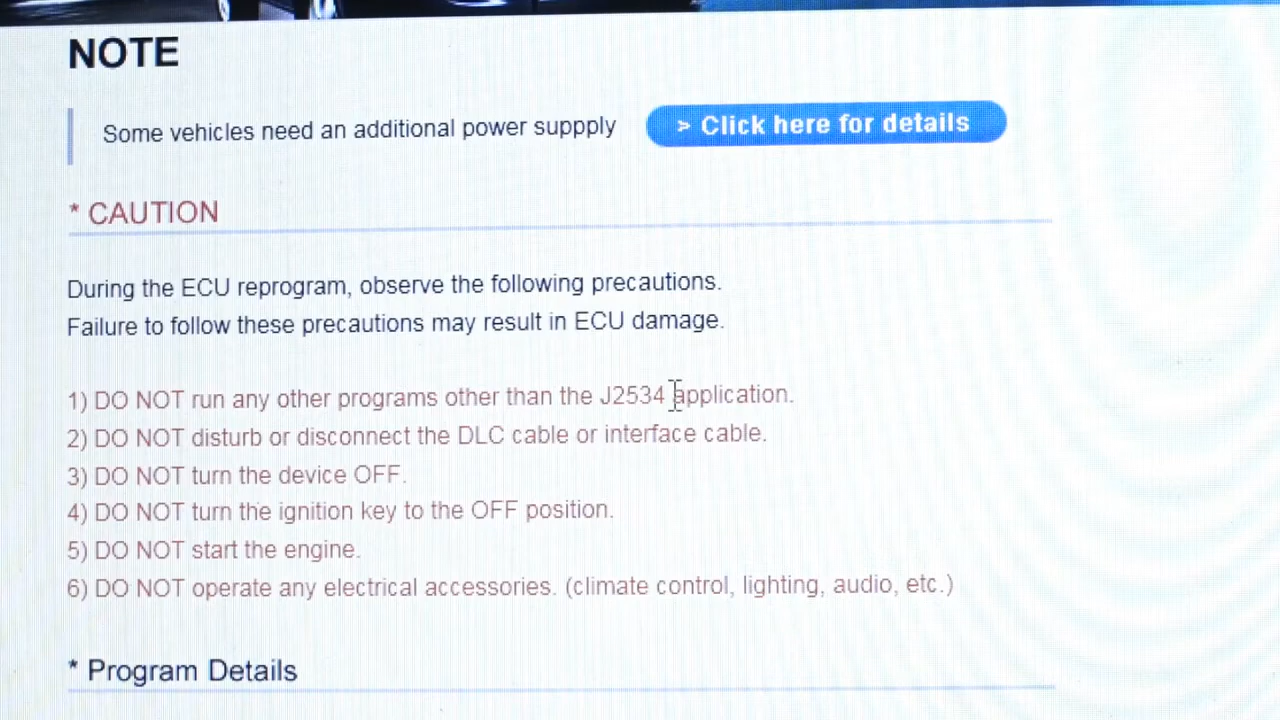 NOTE
Some vehicles need an additional power suppply
> Click here for details
* CAUTION
During the ECU reprogram, observe the following precautions.
Failure to follow these precautions may result in ECU damage.
1) DO NOT run any other programs other than the J2534 application.
2) DO NOT disturb or disconnect the DLC cable or interface cable.
3) DO NOT turn the device OFF.
4) DO NOT turn the ignition key to the OFF position.
5) DO NOT start the engine.
6) DO NOT operate any electrical accessories. (climate control, lighting, audio, etc.)
* Program Details